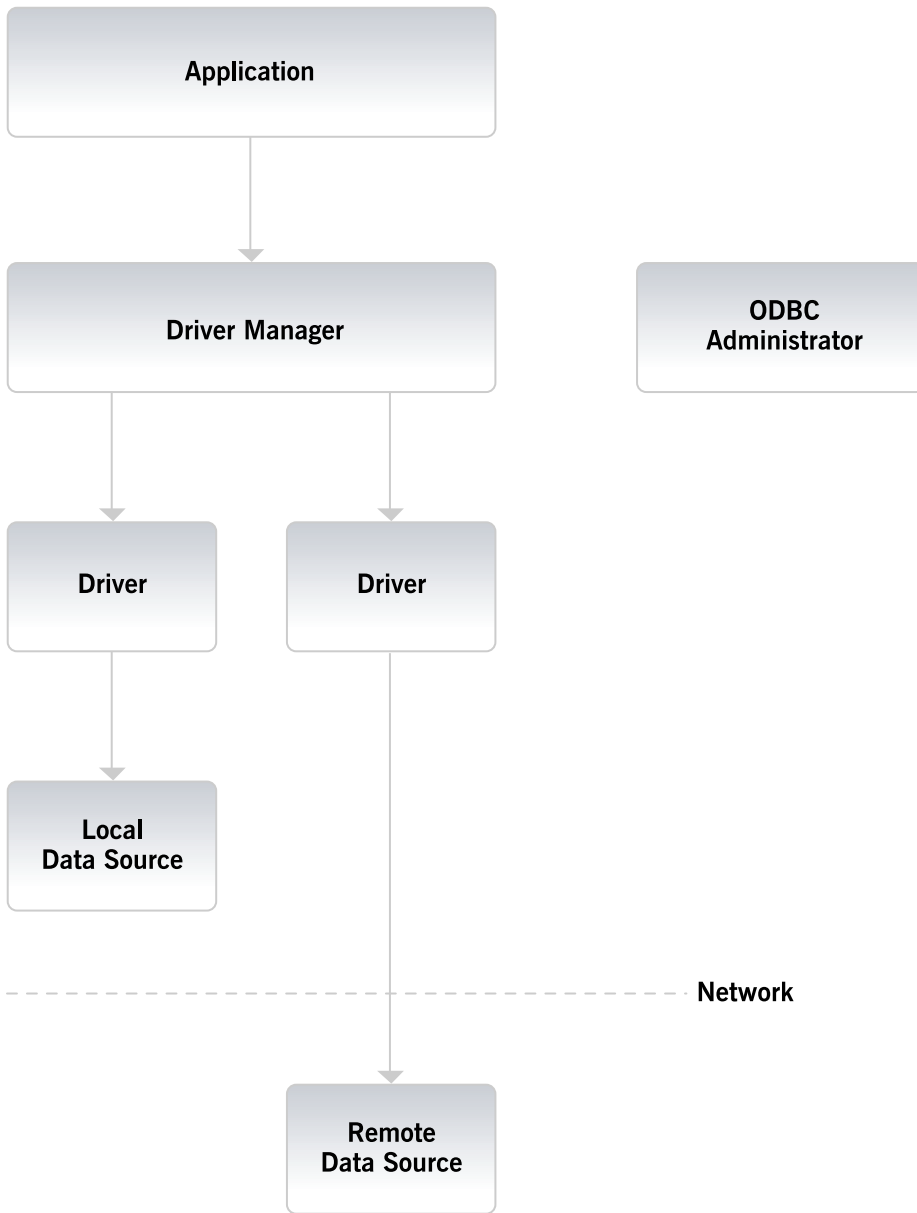 Application
Driver Manager
ODBC
Administrator
Driver
Driver
Local
Data Source
Network
Remote
Data Source